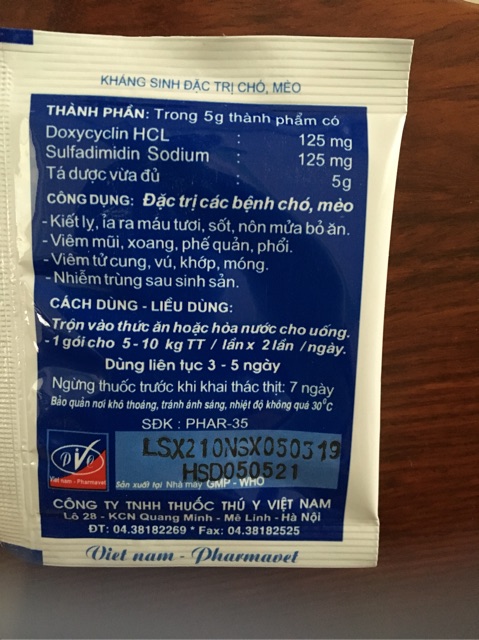 KHÁNG SINH ĐẶC TRỊ CHÓ, MÈO
THÀNH PHẦN: Trong 5g thành phẩm có
Doxycyclin HCL : 125 mg
Sulfadimidin Sodium : 125 mg
Tá dược vừa đủ : 5g
CÔNG DỤNG: Đặc trị các bệnh chó, mèo
- Kiết lỵ, ỉa ra máu tươi, sốt, nôn mửa bỏ ăn.
- Viêm mũi, xoang, phế quản, phổi.
- Viêm tử cung, vú, khớp, móng.
- Nhiễm trùng sau sinh sản.
CÁCH DÙNG - LIỀU DÙNG:
-Trộn vào thức ăn hoặc hòa nước cho uống.
- 1 gói cho 5-10 kg TT / lần x 2 lần / ngày.
Dùng liên tục 3 - 5 ngày
Ngừng thuốc trước khi khai thác thịt: 7 ngày
Bảo quản nơi khô thoáng, tránh ánh sáng, nhiệt độ không quá 30°C
SĐK : PHAR-35
LSX210NSX050319
HSD050521
DVP
Viet nam - Pharmavet
Sản xuất tại Nhà máy GMP - WHO
CÔNG TY TNHH THUỐC THÚ Y VIỆT NAM
Lô 28 - KCN Quang Minh - Mê Linh - Hà Nội
ĐT: 04.38182269 * Fax: 04.38182525
Viet nam - Pharmavet